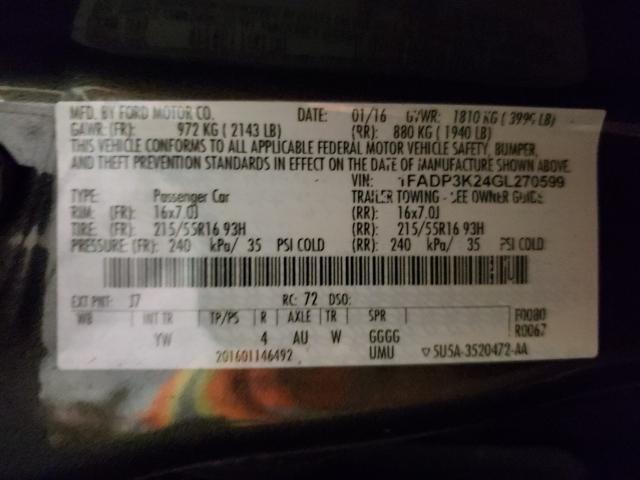 MFD. BY FORD MOTOR CO. DATE: 01/16 GVWR: 1810 KG ( 3995 LB)
GAWR: (FR): 972 KG ( 2143 LB) (RR): 880 KG ( 1940 LB)
THIS VEHICLE CONFORMS TO ALL APPLICABLE FEDERAL MOTOR VEHICLE SAFETY, BUMPER,
AND THEFT PREVENTION STANDARDS IN EFFECT ON THE DATE OF MANUFACTURE SHOWN ABOVE.
VIN: 1FADP3K24GL270599
TYPE: Passenger Car TRAILER TOWING - SEE OWNER GUIDE
RIM: (FR): 16x7.0J (RR): 16x7.0J
TIRE: (FR): 215/55R16 93H (RR): 215/55R16 93H
PRESSURE: (FR): 240 kPa/ 35 PSI COLD (RR): 240 kPa/ 35 PSI COLD
EXT PNT: J7 RC: 72 DSO:
WB INT TR TP/PS R AXLE TR SPR F0080
R0067
YW 4 AU W GGGG
201601146492 UMU ▽ 5U5A-3520472-AA